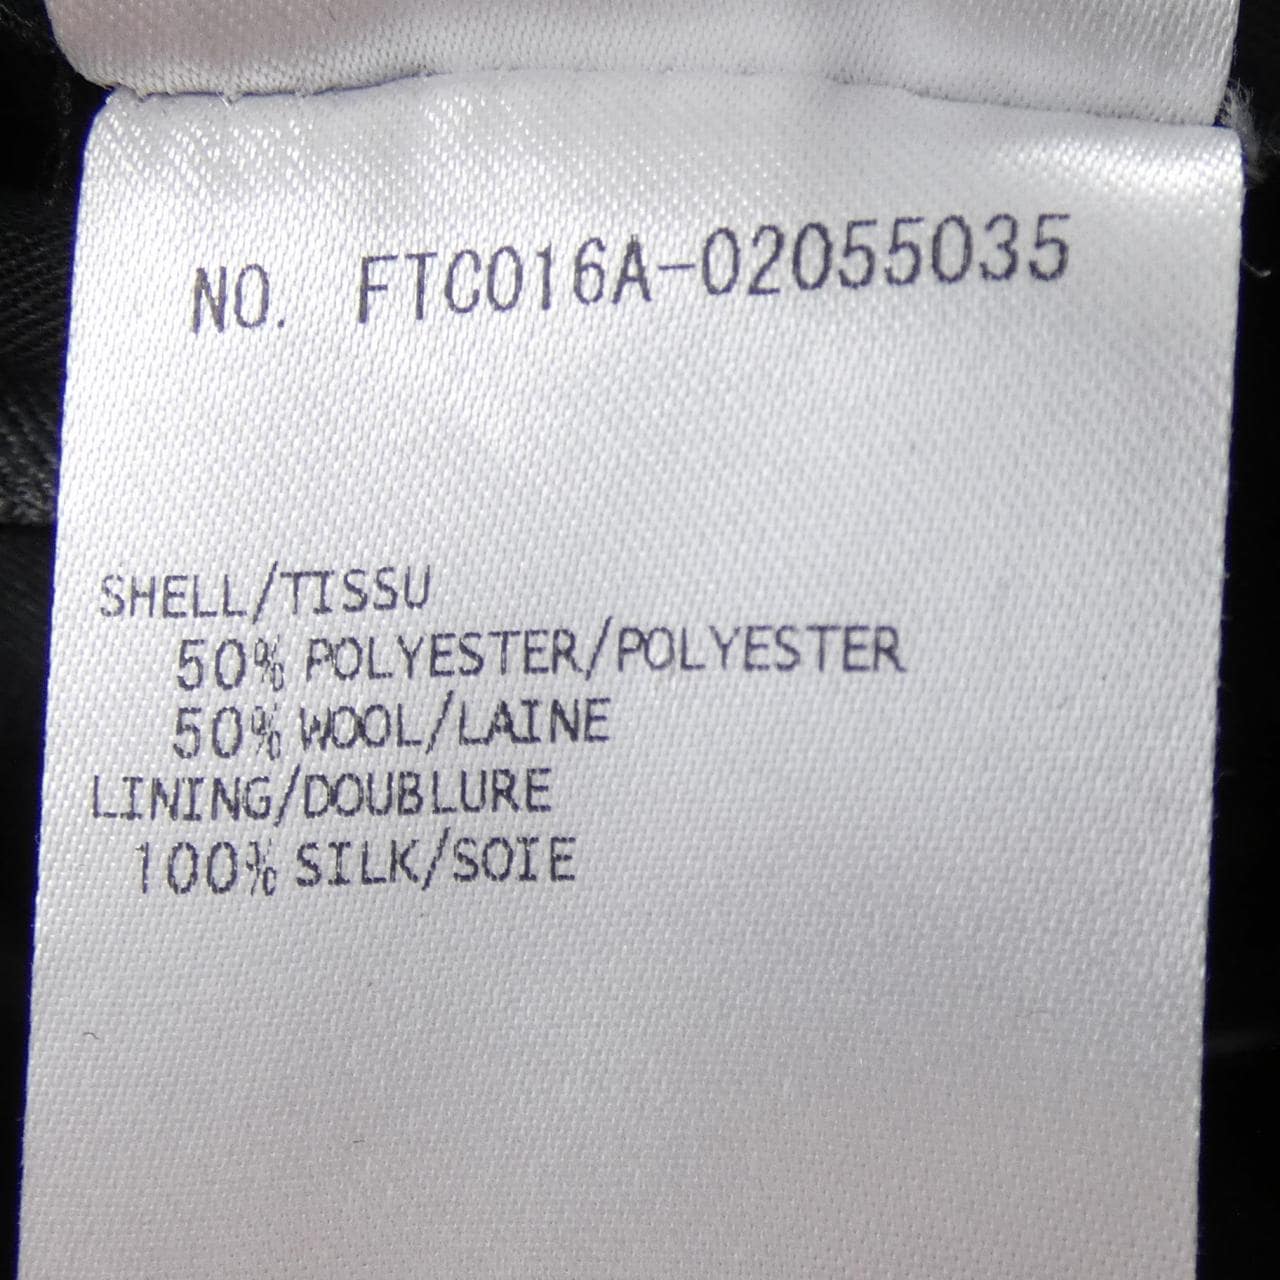 NO. FTC016A-02055035
SHELL/TISSU
50% POLYESTER/POLYESTER
50% WOOL/LAINE
LINING/DOUBLURE
100% SILK/SOIE